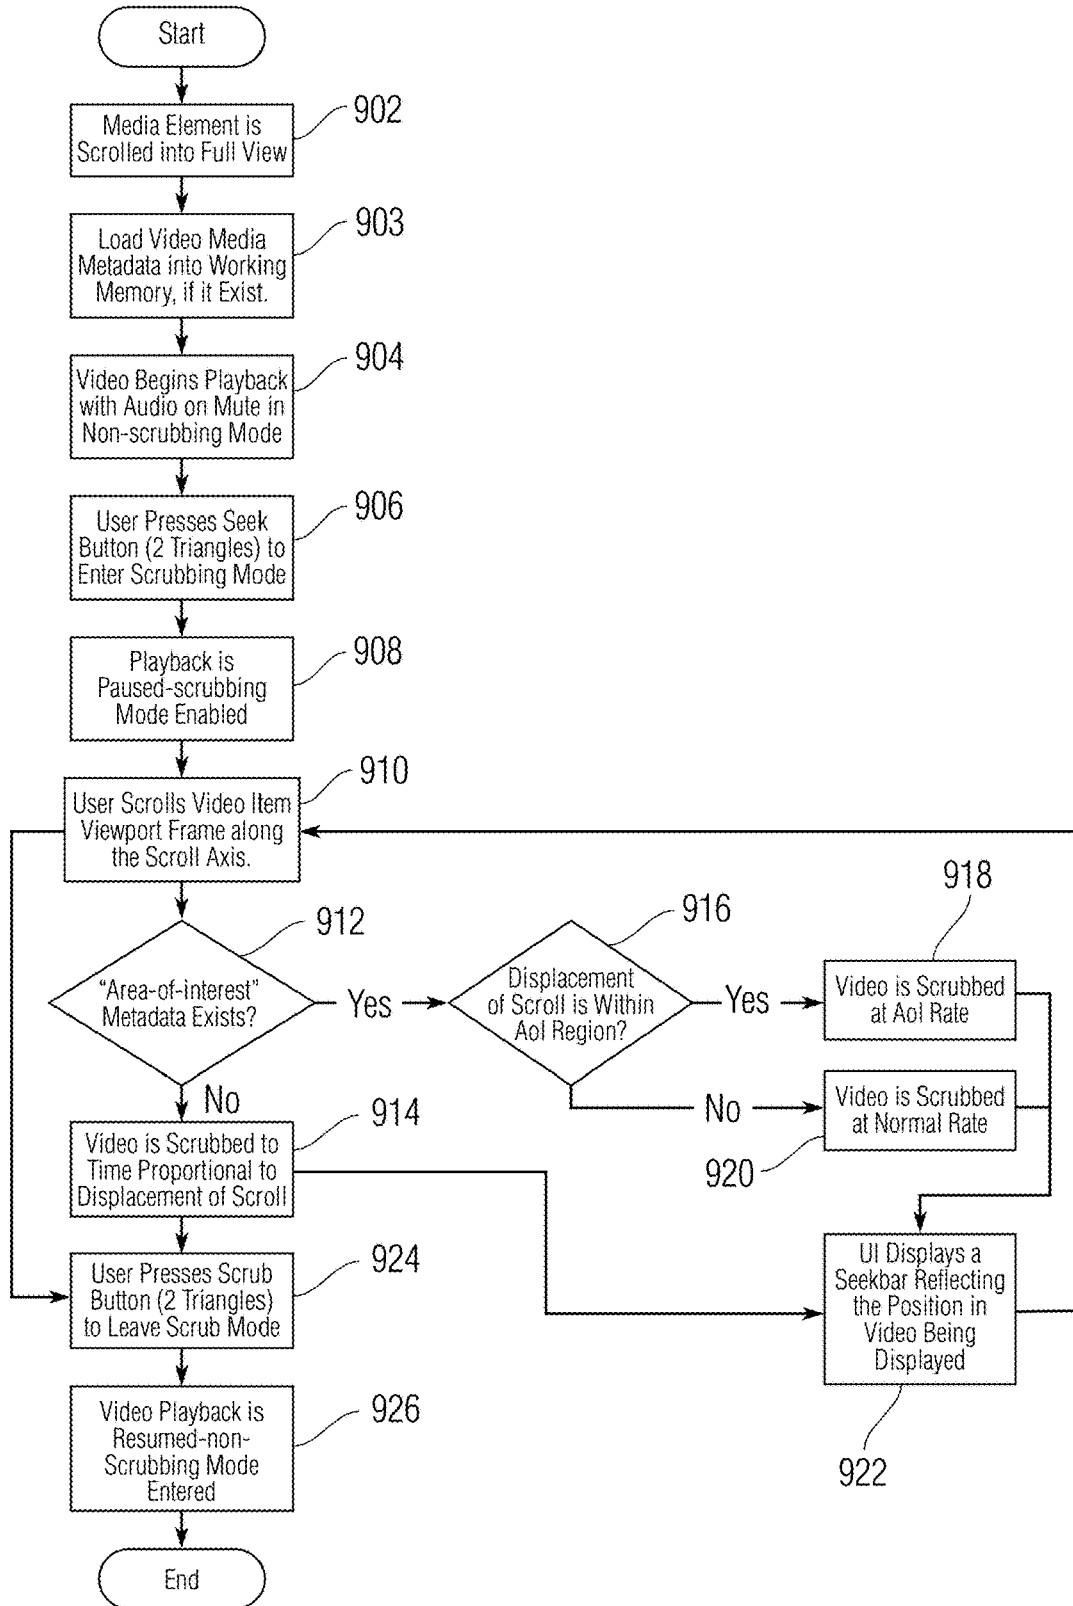 Start
902
Media Element is
Scrolled into Full View
903
Load Video Media
Metadata into Working
Memory, if it Exist.
904
Video Begins Playback
with Audio on Mute in
Non-scrubbing Mode
906
User Presses Seek
Button (2 Triangles) to
Enter Scrubbing Mode
908
Playback is
Paused-scrubbing
Mode Enabled
910
User Scrolls Video Item
Viewport Frame along
the Scroll Axis.
912
"Area-of-interest"
Metadata Exists?
Yes
916
Displacement
of Scroll is Within
AoI Region?
Yes
918
Video is Scrubbed
at AoI Rate
No
Video is Scrubbed
at Normal Rate
920
No
914
Video is Scrubbed to
Time Proportional to
Displacement of Scroll
UI Displays a
Seekbar Reflecting
the Position in
Video Being
Displayed
922
924
User Presses Scrub
Button (2 Triangles)
to Leave Scrub Mode
926
Video Playback is
Resumed-non-
Scrubbing Mode
Entered
End